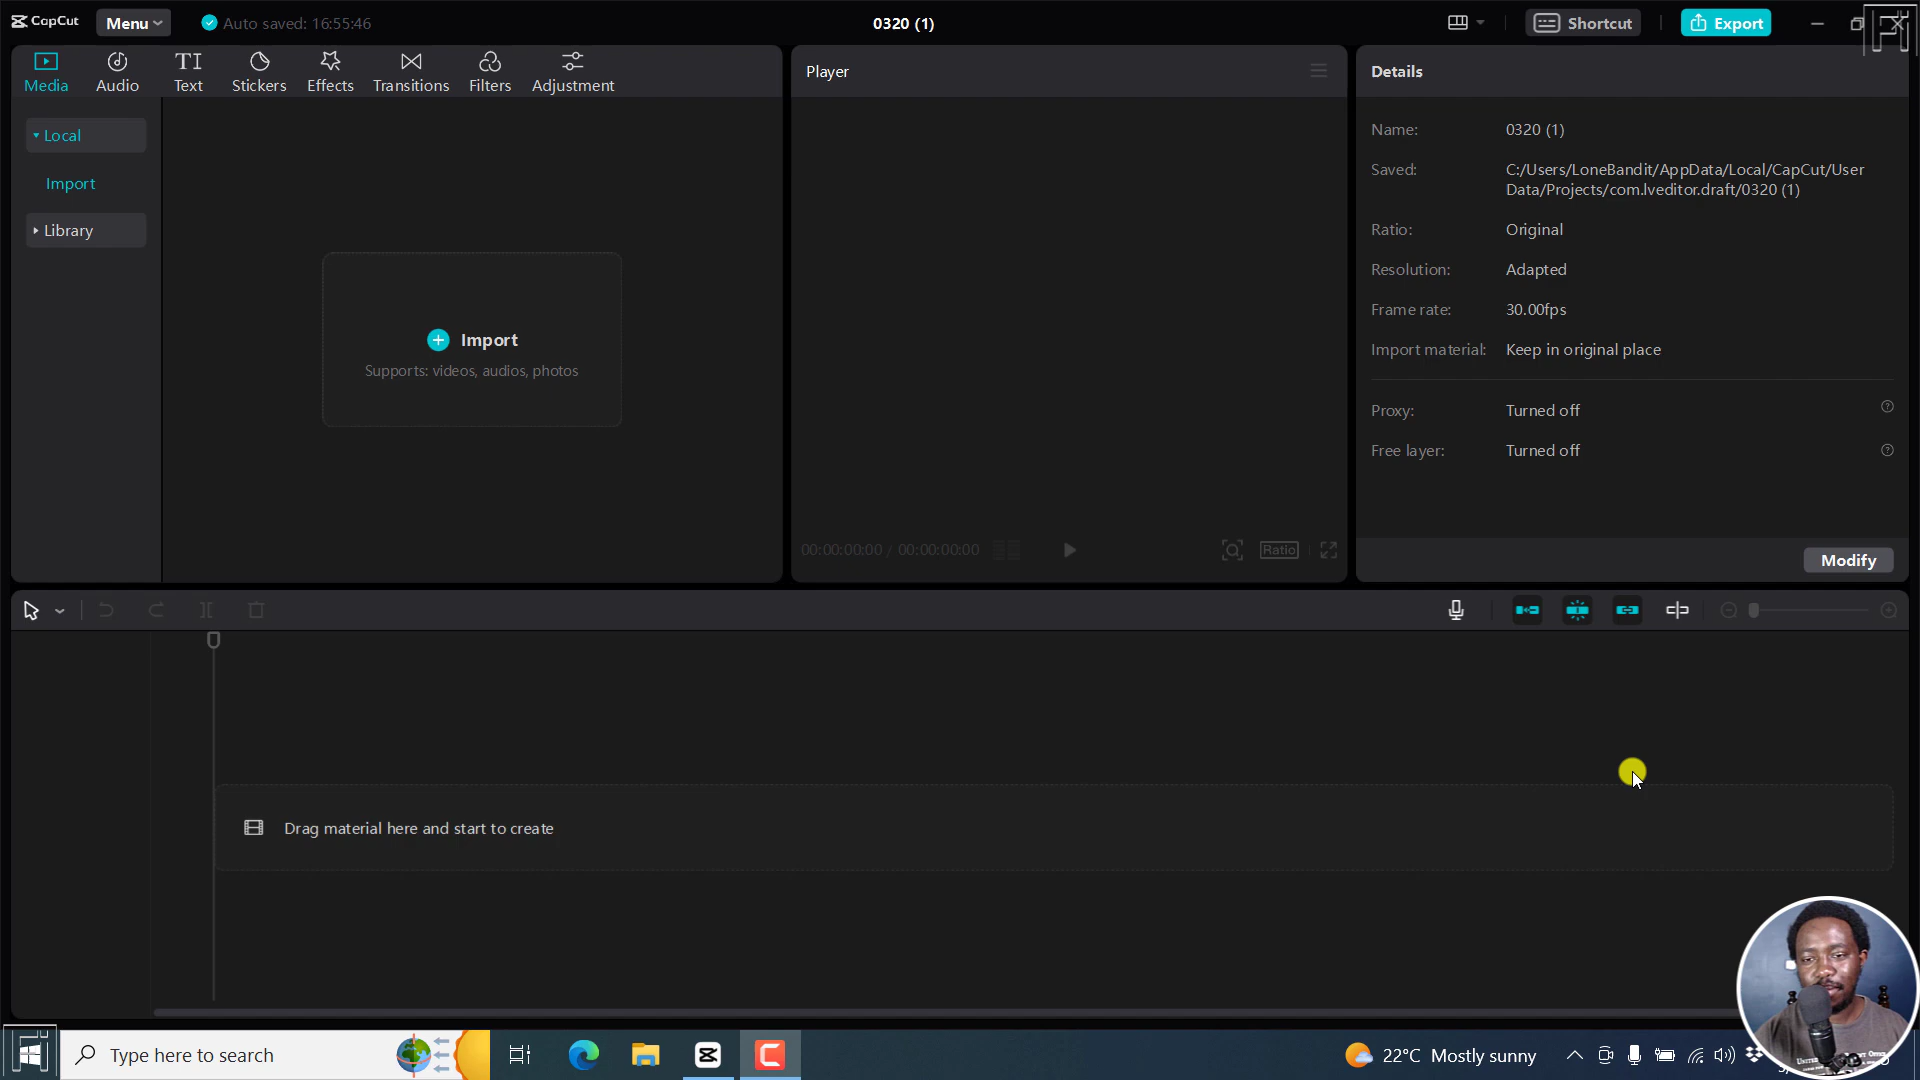 CapCut
Menu
Auto saved: 16:55:46
0320 (1)
Shortcut
Export
Media
Audio
Text
Stickers
Effects
Transitions
Filters
Adjustment
Local
Import
Library
Import
Supports: videos, audios, photos
Player
00:00:00:00 / 00:00:00:00
Ratio
Details
Name: 0320 (1)
Saved: C:/Users/LoneBandit/AppData/Local/CapCut/User
Data/Projects/com.lveditor.draft/0320 (1)
Ratio: Original
Resolution: Adapted
Frame rate: 30.00fps
Import material: Keep in original place
Proxy: Turned off
Free layer: Turned off
Modify
Drag material here and start to create
Type here to search
22°C Mostly sunny